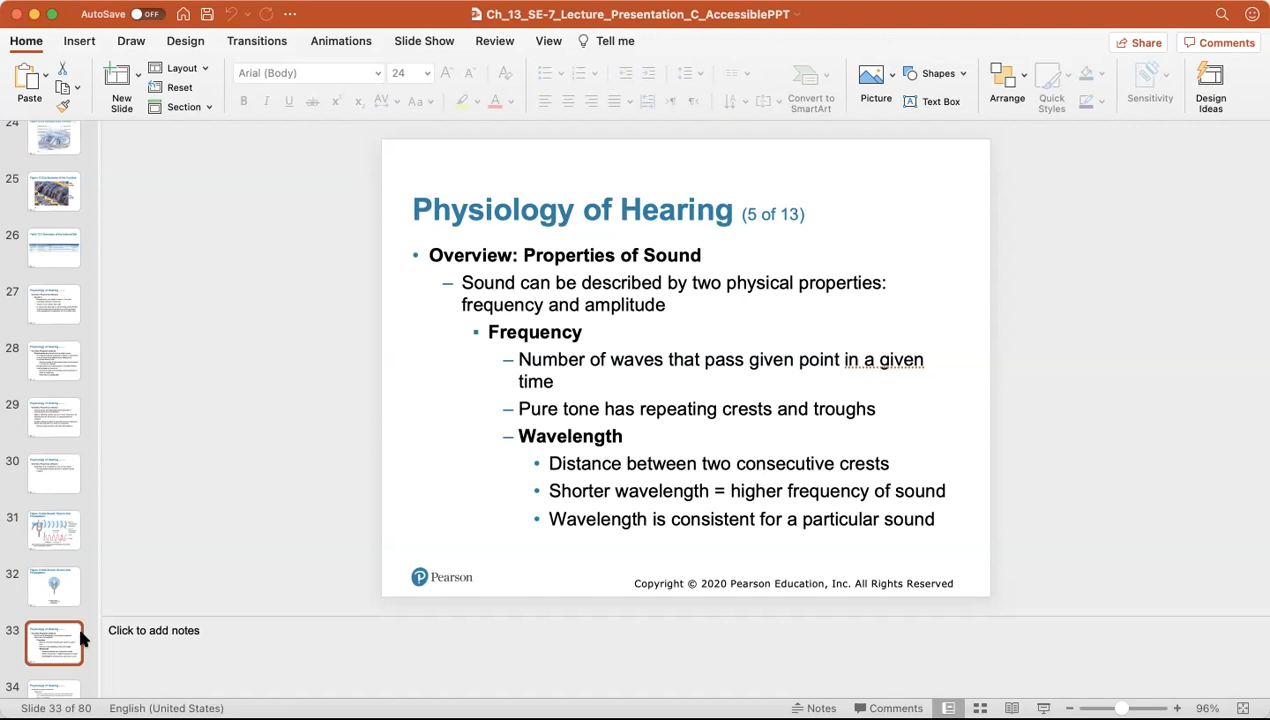 AutoSave OFF
Ch_13_SE-7_Lecture_Presentation_C_AccessiblePPT
Home Insert Draw Design Transitions Animations Slide Show Review View Tell me
Share Comments
Paste
New Slide
Layout
Reset
Section
Arial (Body) 24
Convert to SmartArt
Picture
Shapes
Text Box
Arrange
Quick Styles
Sensitivity
Design Ideas
24
25
26
27
28
29
30
31
32
33
34
Physiology of Hearing (5 of 13)
• Overview: Properties of Sound
– Sound can be described by two physical properties:
frequency and amplitude
▪ Frequency
– Number of waves that pass given point in a given
time
– Pure tone has repeating crests and troughs
– Wavelength
• Distance between two consecutive crests
• Shorter wavelength = higher frequency of sound
• Wavelength is consistent for a particular sound
Pearson
Copyright © 2020 Pearson Education, Inc. All Rights Reserved
Click to add notes
Slide 33 of 80 English (United States) Notes Comments 96%